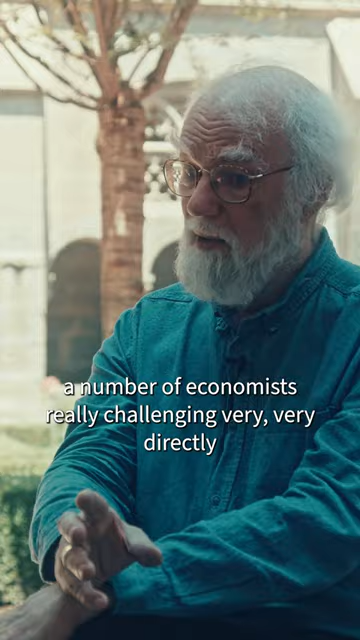 a number of economists
really challenging very, very
directly